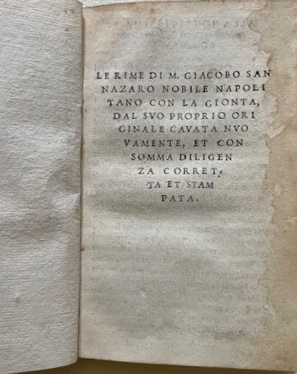 LE RIME DI M. GIACOBO SAN
NAZARO NOBILE NAPOLI
TANO CON LA GIONTA,
DAL SVO PROPRIO ORI
GINALE CAVATA NVO
VAMENTE, ET CON
SOMMA DILIGEN
ZA CORRET,
TA ET STAM
PATA.